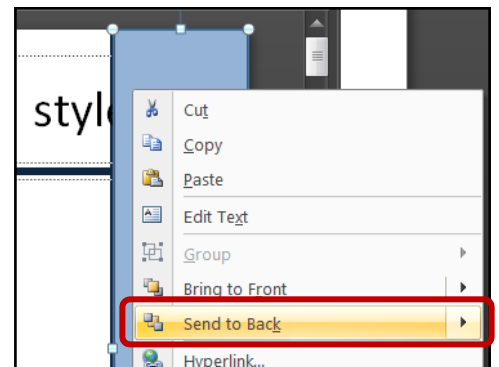 styl
Cut
Copy
Paste
Edit Text
Group
Bring to Front
Send to Back
Hyperlink...